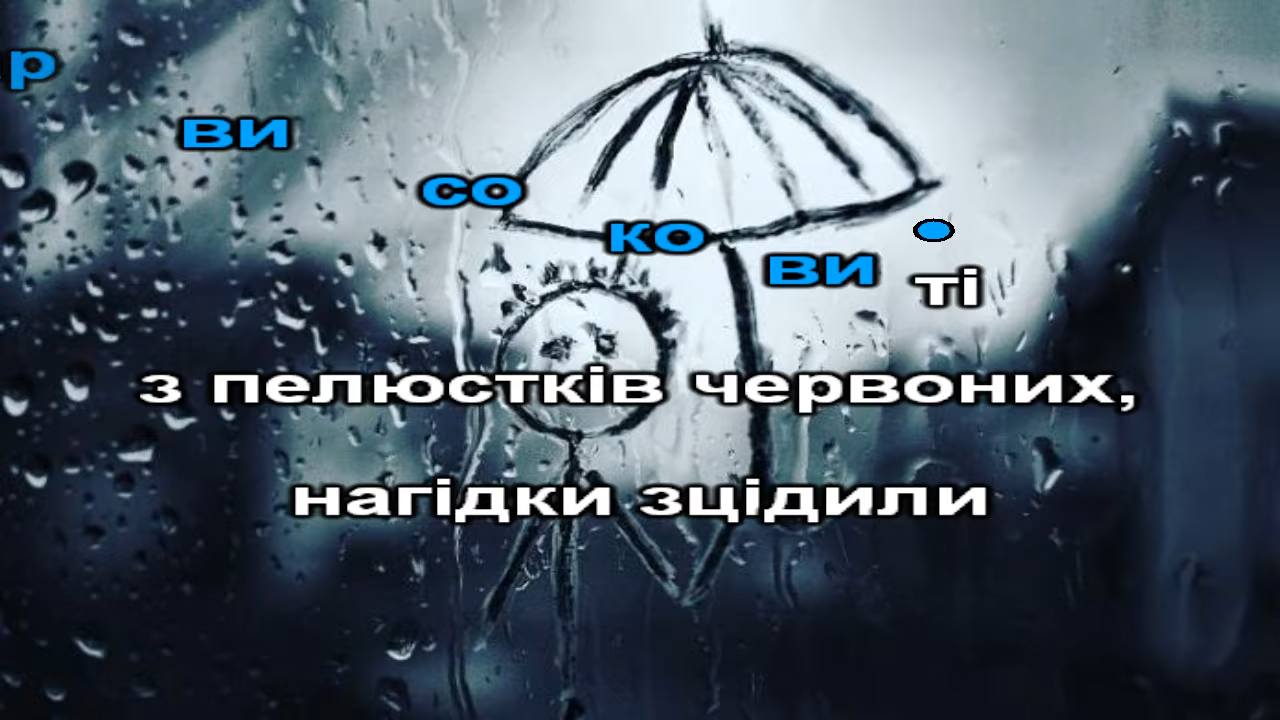 р ви со ко ви ті
з пелюстків червоних,
нагідки зцідили